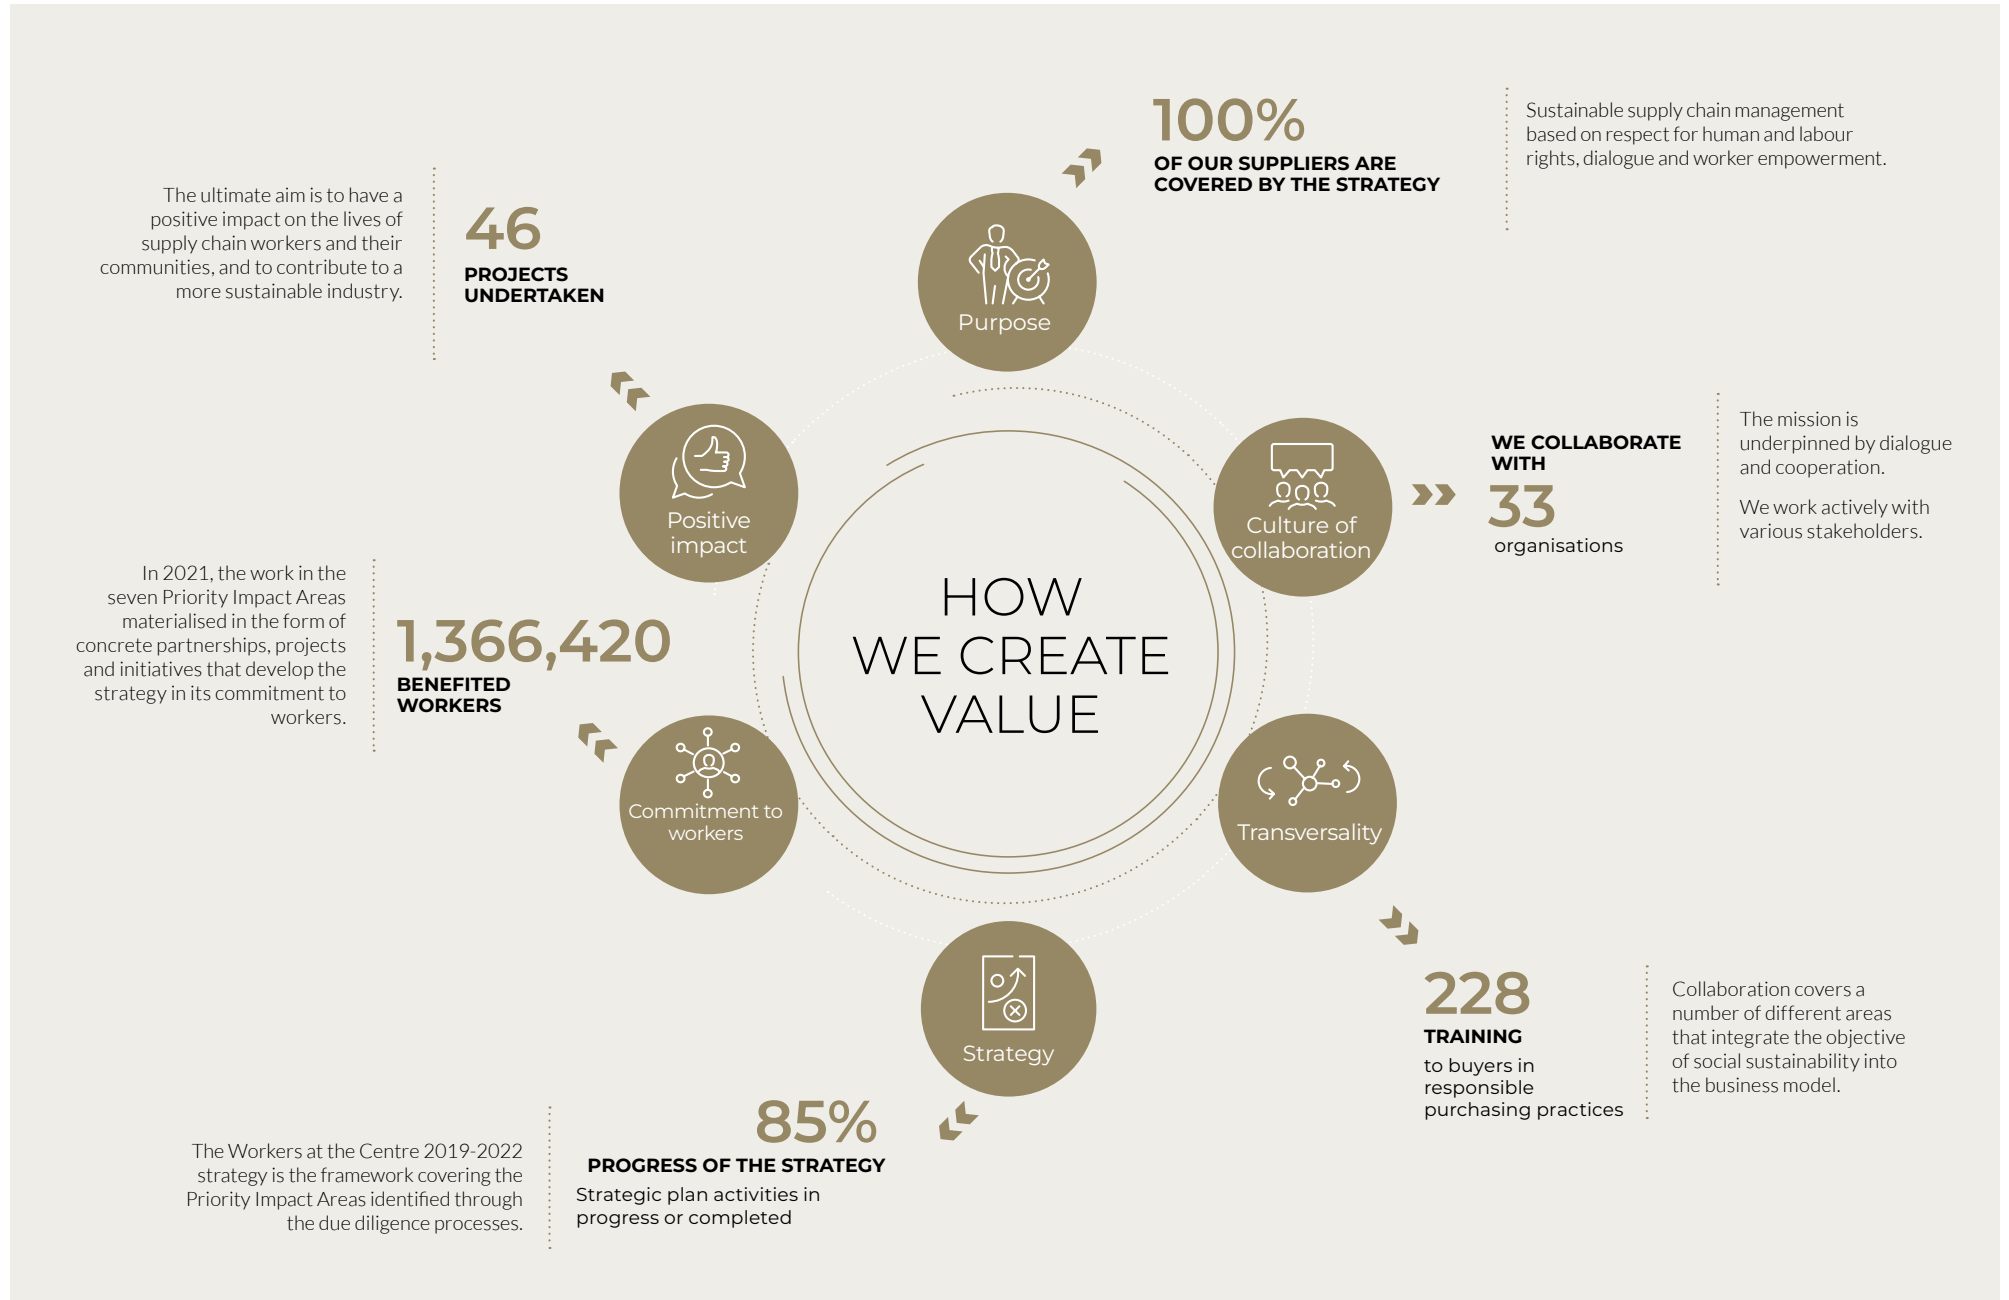 HOW
WE CREATE
VALUE
Purpose
100%
OF OUR SUPPLIERS ARE
COVERED BY THE STRATEGY
Sustainable supply chain management
based on respect for human and labour
rights, dialogue and worker empowerment.
Culture of
collaboration
WE COLLABORATE
WITH
33
organisations
The mission is
underpinned by dialogue
and cooperation.
We work actively with
various stakeholders.
Transversality
228
TRAINING
to buyers in
responsible
purchasing practices
Collaboration covers a
number of different areas
that integrate the objective
of social sustainability into
the business model.
Strategy
85%
PROGRESS OF THE STRATEGY
Strategic plan activities in
progress or completed
The Workers at the Centre 2019-2022
strategy is the framework covering the
Priority Impact Areas identified through
the due diligence processes.
Commitment to
workers
1,366,420
BENEFITED
WORKERS
In 2021, the work in the
seven Priority Impact Areas
materialised in the form of
concrete partnerships, projects
and initiatives that develop the
strategy in its commitment to
workers.
Positive
impact
46
PROJECTS
UNDERTAKEN
The ultimate aim is to have a
positive impact on the lives of
supply chain workers and their
communities, and to contribute to a
more sustainable industry.